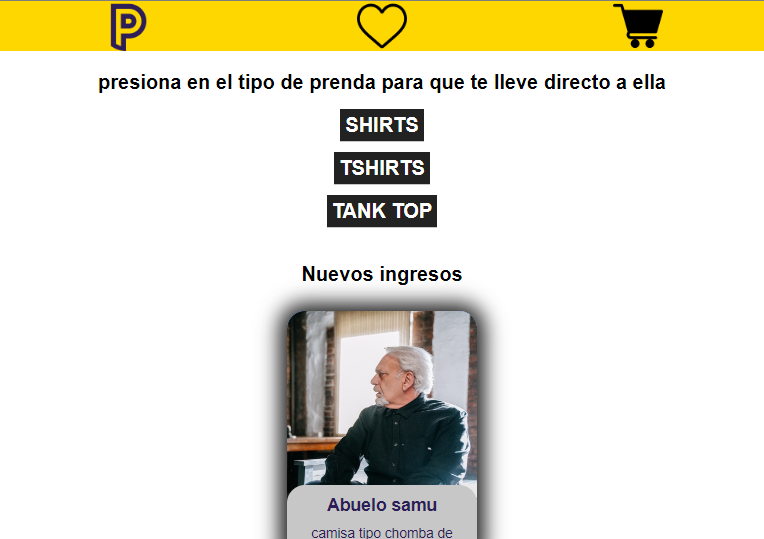 P
presiona en el tipo de prenda para que te lleve directo a ella
SHIRTS
TSHIRTS
TANK TOP
Nuevos ingresos
Abuelo samu
camisa tipo chomba de